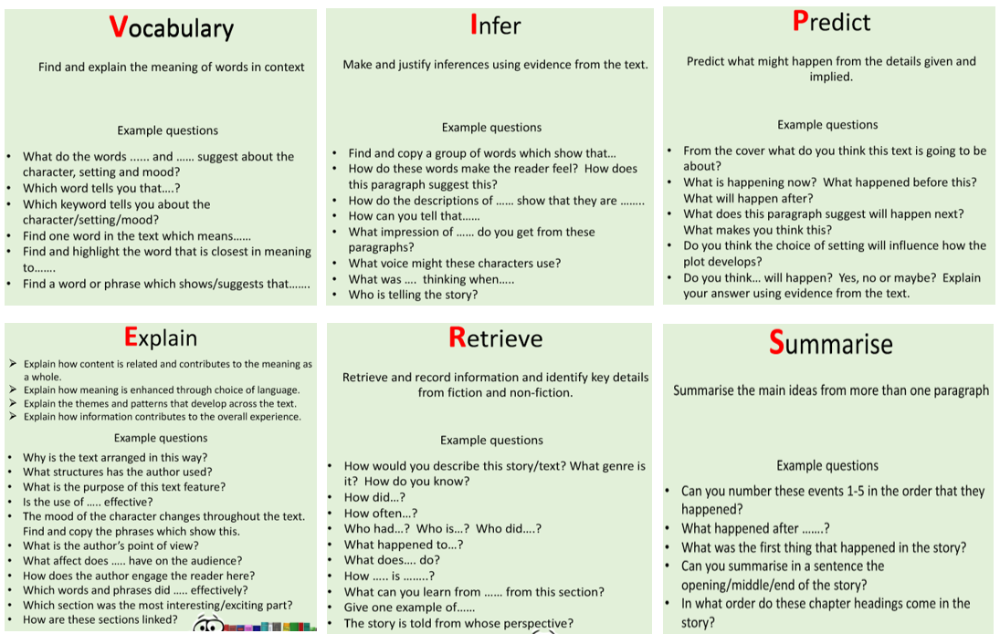 Vocabulary
Find and explain the meaning of words in context
Example questions
• What do the words ...... and ...... suggest about the
character, setting and mood?
• Which word tells you that....?
• Which keyword tells you about the
character/setting/mood?
• Find one word in the text which means......
• Find and highlight the word that is closest in meaning
to.......
• Find a word or phrase which shows/suggests that.......
Infer
Make and justify inferences using evidence from the text.
Example questions
• Find and copy a group of words which show that...
• How do these words make the reader feel? How does
this paragraph suggest this?
• How do the descriptions of ...... show that they are ........
• How can you tell that......
• What impression of ...... do you get from these
paragraphs?
• What voice might these characters use?
• What was .... thinking when.....
• Who is telling the story?
Predict
Predict what might happen from the details given and
implied.
Example questions
• From the cover what do you think this text is going to be
about?
• What is happening now? What happened before this?
What will happen after?
• What does this paragraph suggest will happen next?
What makes you think this?
• Do you think the choice of setting will influence how the
plot develops?
• Do you think... will happen? Yes, no or maybe? Explain
your answer using evidence from the text.
Explain
➢ Explain how content is related and contributes to the meaning as
a whole.
➢ Explain how meaning is enhanced through choice of language.
➢ Explain the themes and patterns that develop across the text.
➢ Explain how information contributes to the overall experience.
Example questions
• Why is the text arranged in this way?
• What structures has the author used?
• What is the purpose of this text feature?
• Is the use of ..... effective?
• The mood of the character changes throughout the text.
Find and copy the phrases which show this.
• What is the author's point of view?
• What affect does ..... have on the audience?
• How does the author engage the reader here?
• Which words and phrases did ..... effectively?
• Which section was the most interesting/exciting part?
• How are these sections linked?
Retrieve
Retrieve and record information and identify key details
from fiction and non-fiction.
Example questions
• How would you describe this story/text? What genre is
it? How do you know?
• How did...?
• How often...?
• Who had...? Who is...? Who did....?
• What happened to...?
• What does.... do?
• How ..... is ........?
• What can you learn from ...... from this section?
• Give one example of......
• The story is told from whose perspective?
Summarise
Summarise the main ideas from more than one paragraph
Example questions
• Can you number these events 1-5 in the order that they
happened?
• What happened after .......?
• What was the first thing that happened in the story?
• Can you summarise in a sentence the
opening/middle/end of the story?
• In what order do these chapter headings come in the
story?